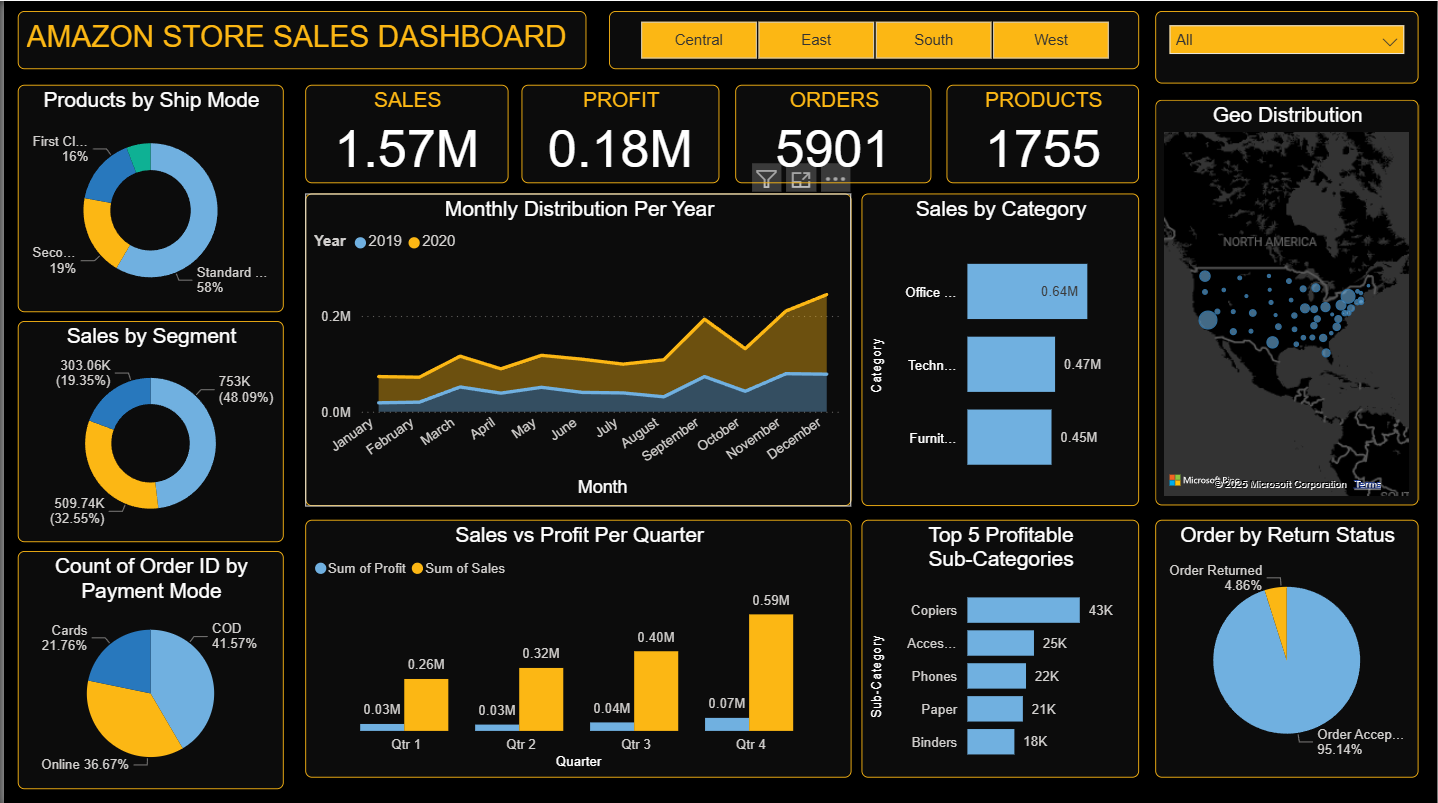 AMAZON STORE SALES DASHBOARD
Central
East
South
West
All
Products by Ship Mode
First Cl...
16%
Seco...
19%
Standard ...
58%
SALES
1.57M
PROFIT
0.18M
ORDERS
5901
PRODUCTS
1755
Geo Distribution
NORTH AMERICA
Microsoft Bing
© 2025 Microsoft Corporation
Terms
Monthly Distribution Per Year
Year
2019
2020
0.2M
0.0M
January
February
March
April
May
June
July
August
September
October
November
December
Month
Sales by Category
Category
Office ...
0.64M
Techn...
0.47M
Furnit...
0.45M
Sales by Segment
303.06K
(19.35%)
753K
(48.09%)
509.74K
(32.55%)
Count of Order ID by
Payment Mode
Cards
21.76%
COD
41.57%
Online 36.67%
Sales vs Profit Per Quarter
Sum of Profit
Sum of Sales
0.03M
0.26M
0.03M
0.32M
0.04M
0.40M
0.07M
0.59M
Qtr 1
Qtr 2
Qtr 3
Qtr 4
Quarter
Top 5 Profitable
Sub-Categories
Sub-Category
Copiers
43K
Acces...
25K
Phones
22K
Paper
21K
Binders
18K
Order by Return Status
Order Returned
4.86%
Order Accep...
95.14%